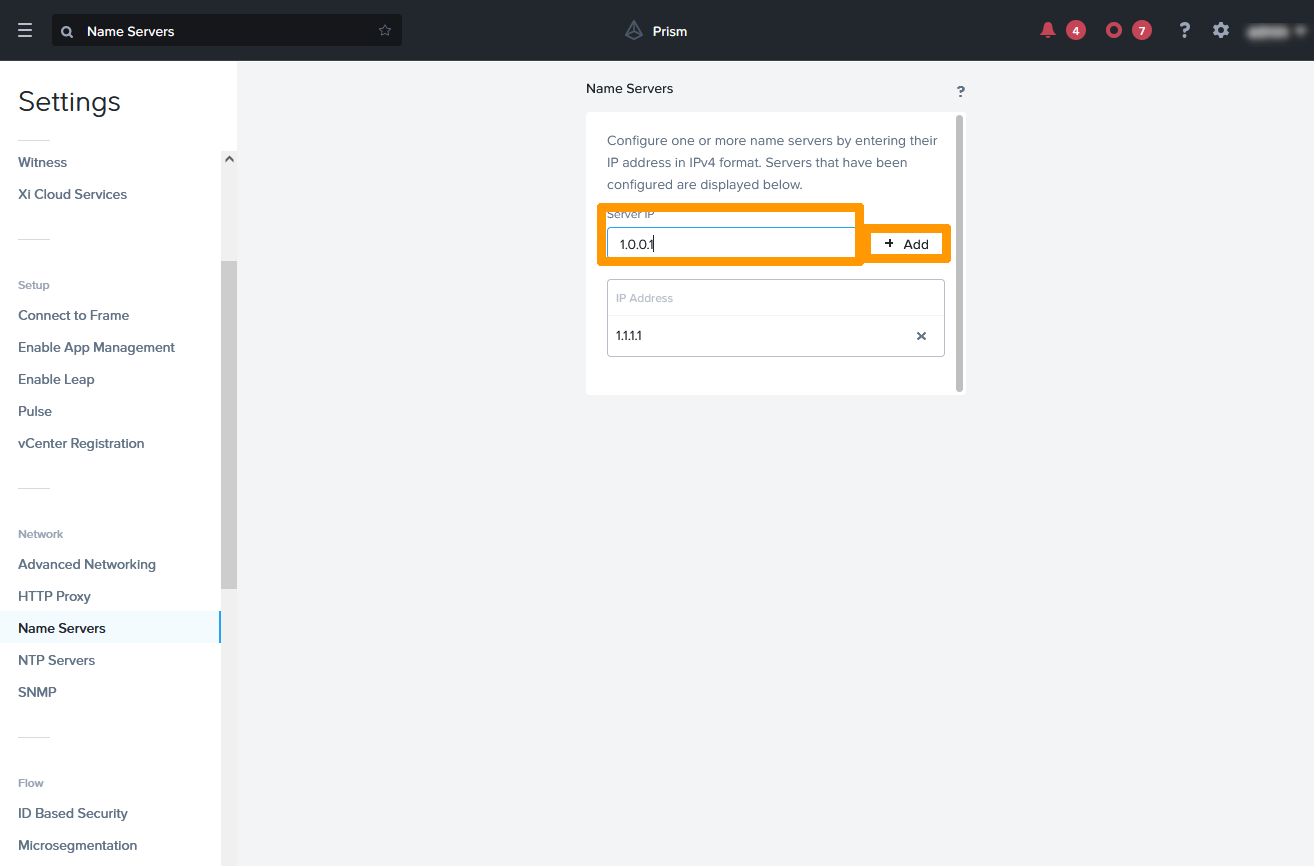 Name Servers
Prism
4
7
?
Settings
Witness
Xi Cloud Services
Setup
Connect to Frame
Enable App Management
Enable Leap
Pulse
vCenter Registration
Network
Advanced Networking
HTTP Proxy
Name Servers
NTP Servers
SNMP
Flow
ID Based Security
Microsegmentation
Name Servers
?
Configure one or more name servers by entering their
IP address in IPv4 format. Servers that have been
configured are displayed below.
Server IP
1.0.0.1
+ Add
IP Address
1.1.1.1